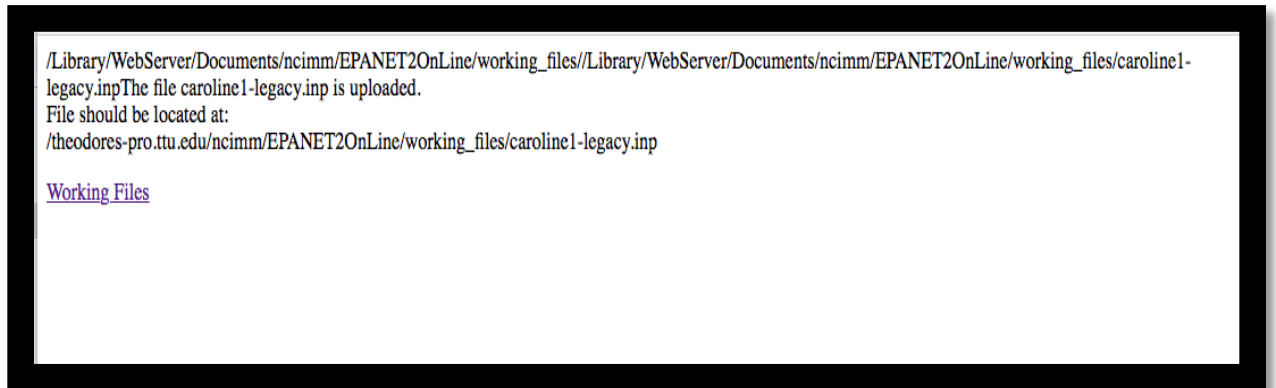 /Library/WebServer/Documents/ncimm/EPANET2OnLine/working_files//Library/WebServer/Documents/ncimm/EPANET2OnLine/working_files/caroline1-
legacy.inpThe file caroline1-legacy.inp is uploaded.
File should be located at:
/theodores-pro.ttu.edu/ncimm/EPANET2OnLine/working_files/caroline1-legacy.inp
Working Files